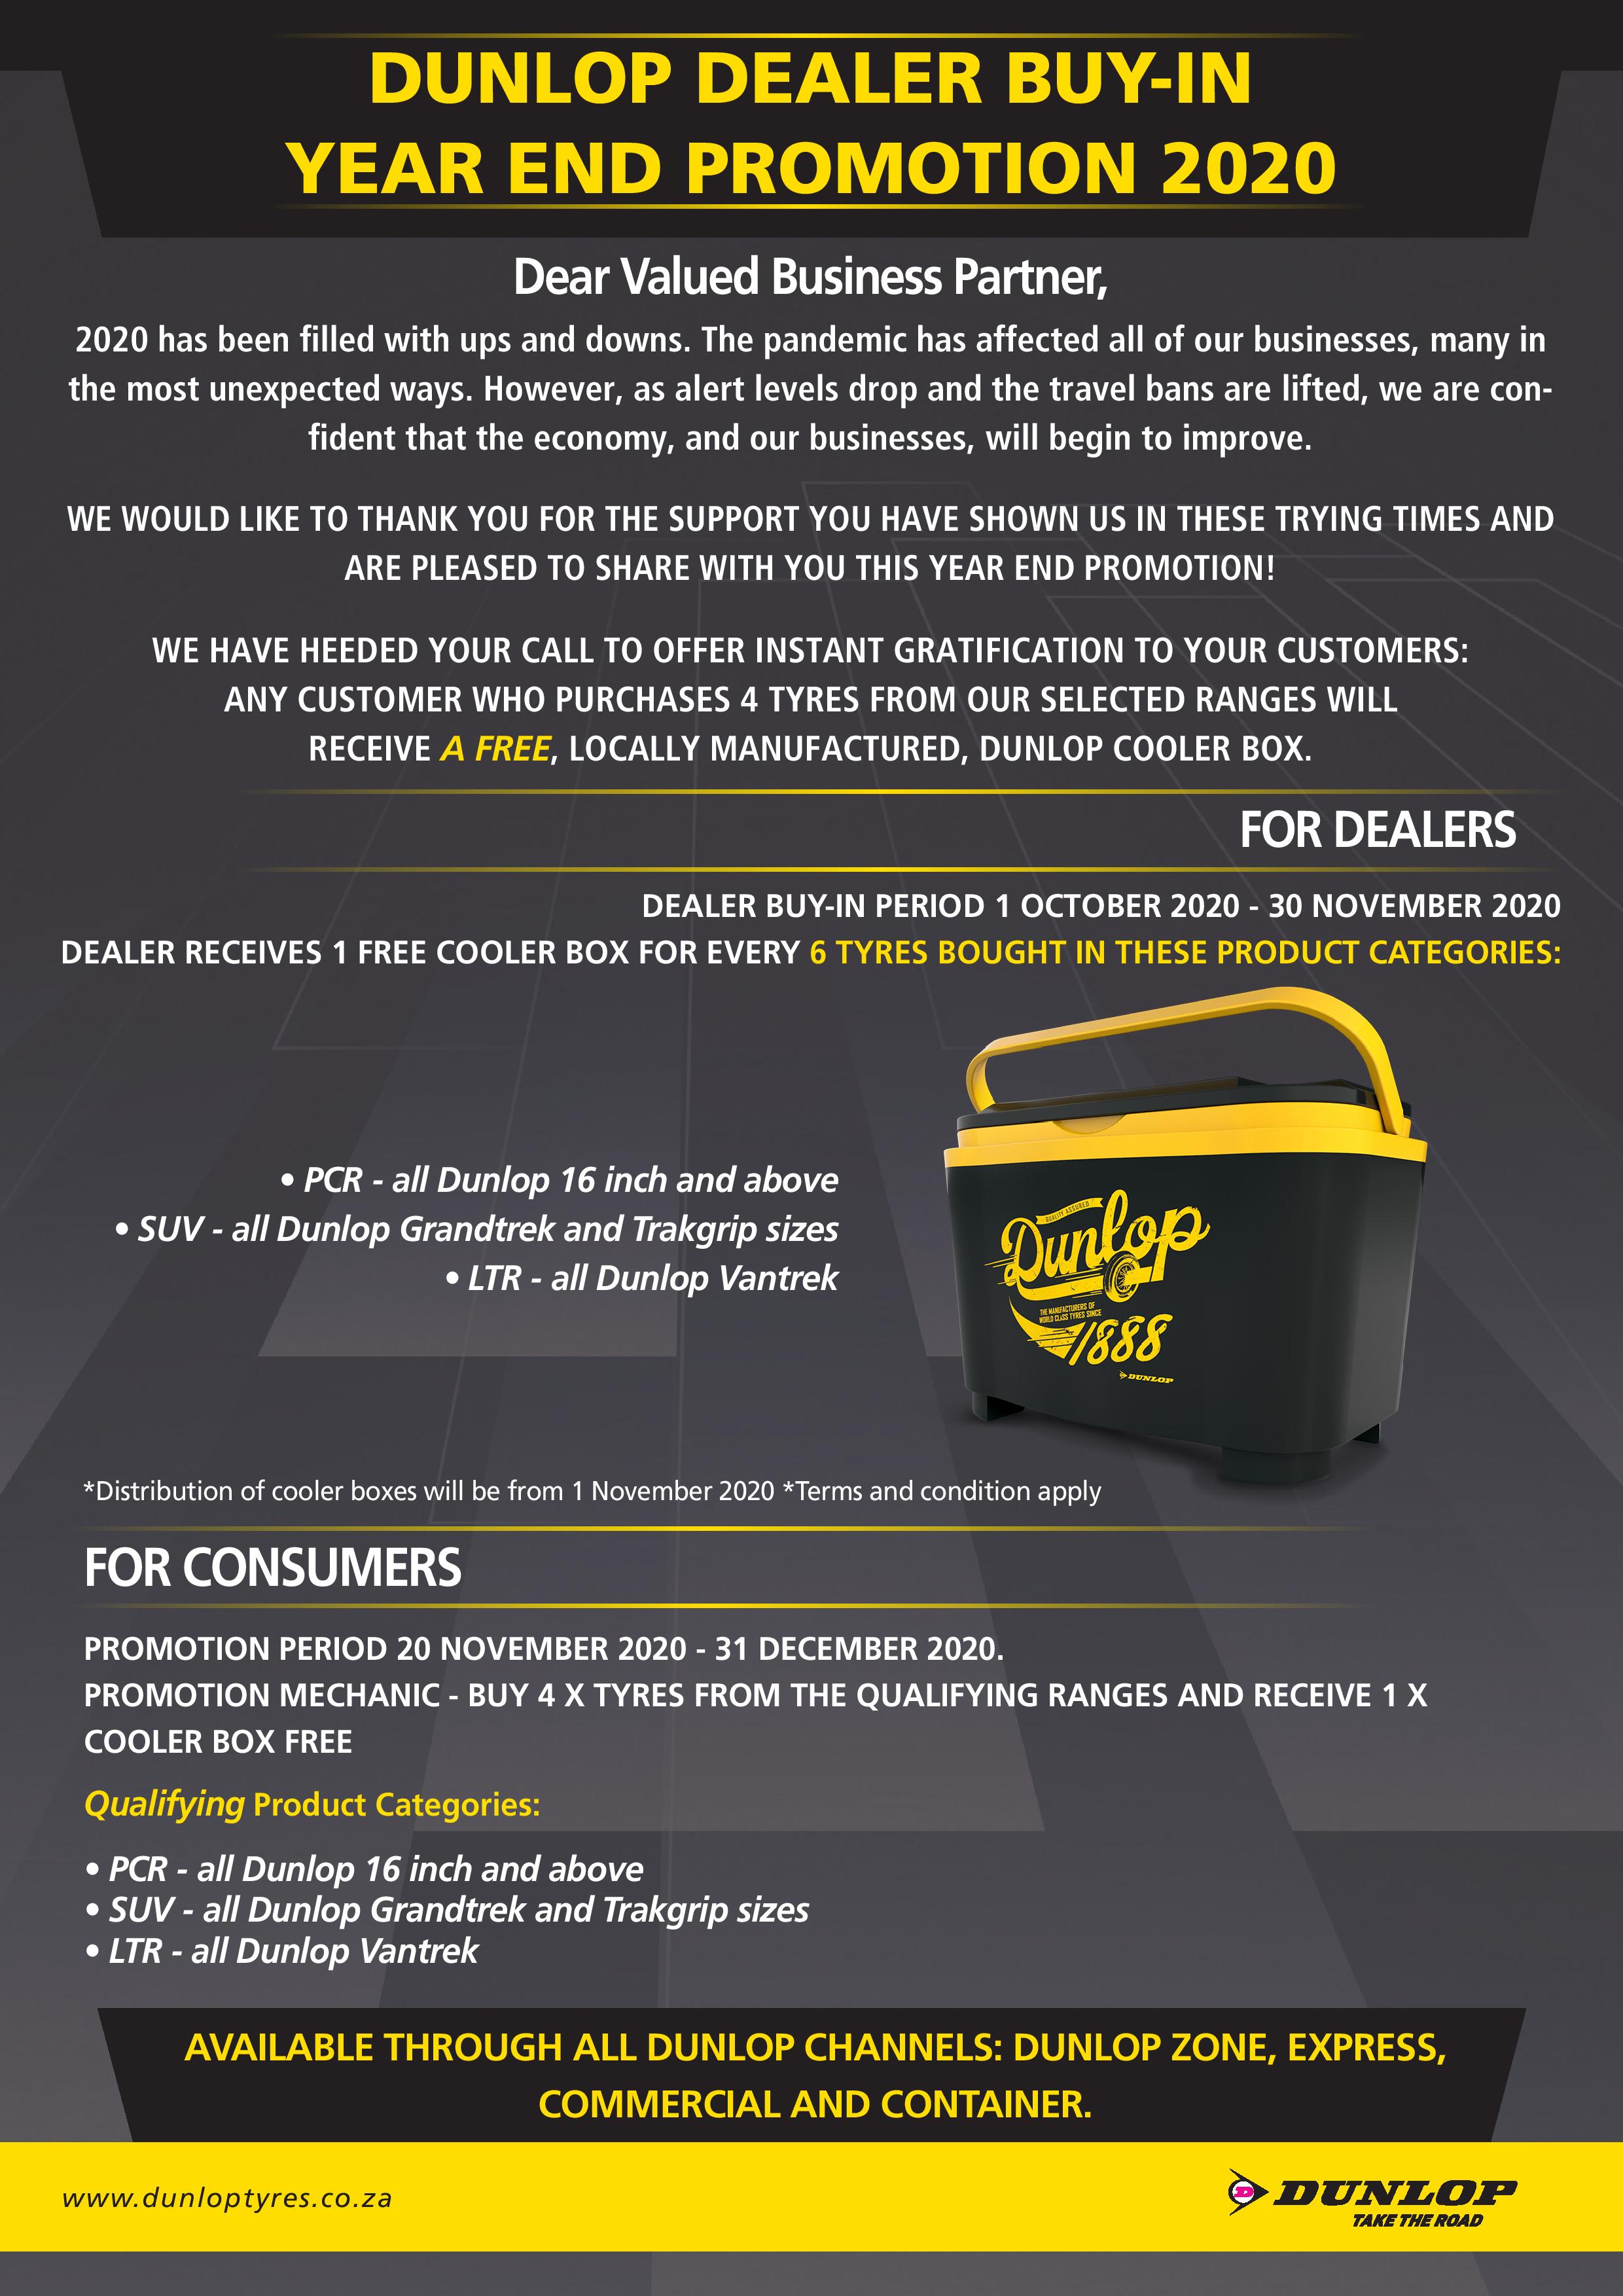 DUNLOP DEALER BUY-IN
YEAR END PROMOTION 2020
Dear Valued Business Partner,
2020 has been filled with ups and downs. The pandemic has affected all of our businesses, many in
the most unexpected ways. However, as alert levels drop and the travel bans are lifted, we are con-
fident that the economy, and our businesses, will begin to improve.
WE WOULD LIKE TO THANK YOU FOR THE SUPPORT YOU HAVE SHOWN US IN THESE TRYING TIMES AND
ARE PLEASED TO SHARE WITH YOU THIS YEAR END PROMOTION!
WE HAVE HEEDED YOUR CALL TO OFFER INSTANT GRATIFICATION TO YOUR CUSTOMERS:
ANY CUSTOMER WHO PURCHASES 4 TYRES FROM OUR SELECTED RANGES WILL
RECEIVE A FREE, LOCALLY MANUFACTURED, DUNLOP COOLER BOX.
FOR DEALERS
DEALER BUY-IN PERIOD 1 OCTOBER 2020 - 30 NOVEMBER 2020
DEALER RECEIVES 1 FREE COOLER BOX FOR EVERY 6 TYRES BOUGHT IN THESE PRODUCT CATEGORIES:
• PCR - all Dunlop 16 inch and above
• SUV - all Dunlop Grandtrek and Trakgrip sizes
• LTR - all Dunlop Vantrek
QUALITY ASSURED
Dunlop
THE MANUFACTURERS OF
WORLD CLASS TYRES SINCE
1888
DUNLOP
*Distribution of cooler boxes will be from 1 November 2020 *Terms and condition apply
FOR CONSUMERS
PROMOTION PERIOD 20 NOVEMBER 2020 - 31 DECEMBER 2020.
PROMOTION MECHANIC - BUY 4 X TYRES FROM THE QUALIFYING RANGES AND RECEIVE 1 X
COOLER BOX FREE
Qualifying Product Categories:
• PCR - all Dunlop 16 inch and above
• SUV - all Dunlop Grandtrek and Trakgrip sizes
• LTR - all Dunlop Vantrek
AVAILABLE THROUGH ALL DUNLOP CHANNELS: DUNLOP ZONE, EXPRESS,
COMMERCIAL AND CONTAINER.
www.dunloptyres.co.za
D DUNLOP
TAKE THE ROAD